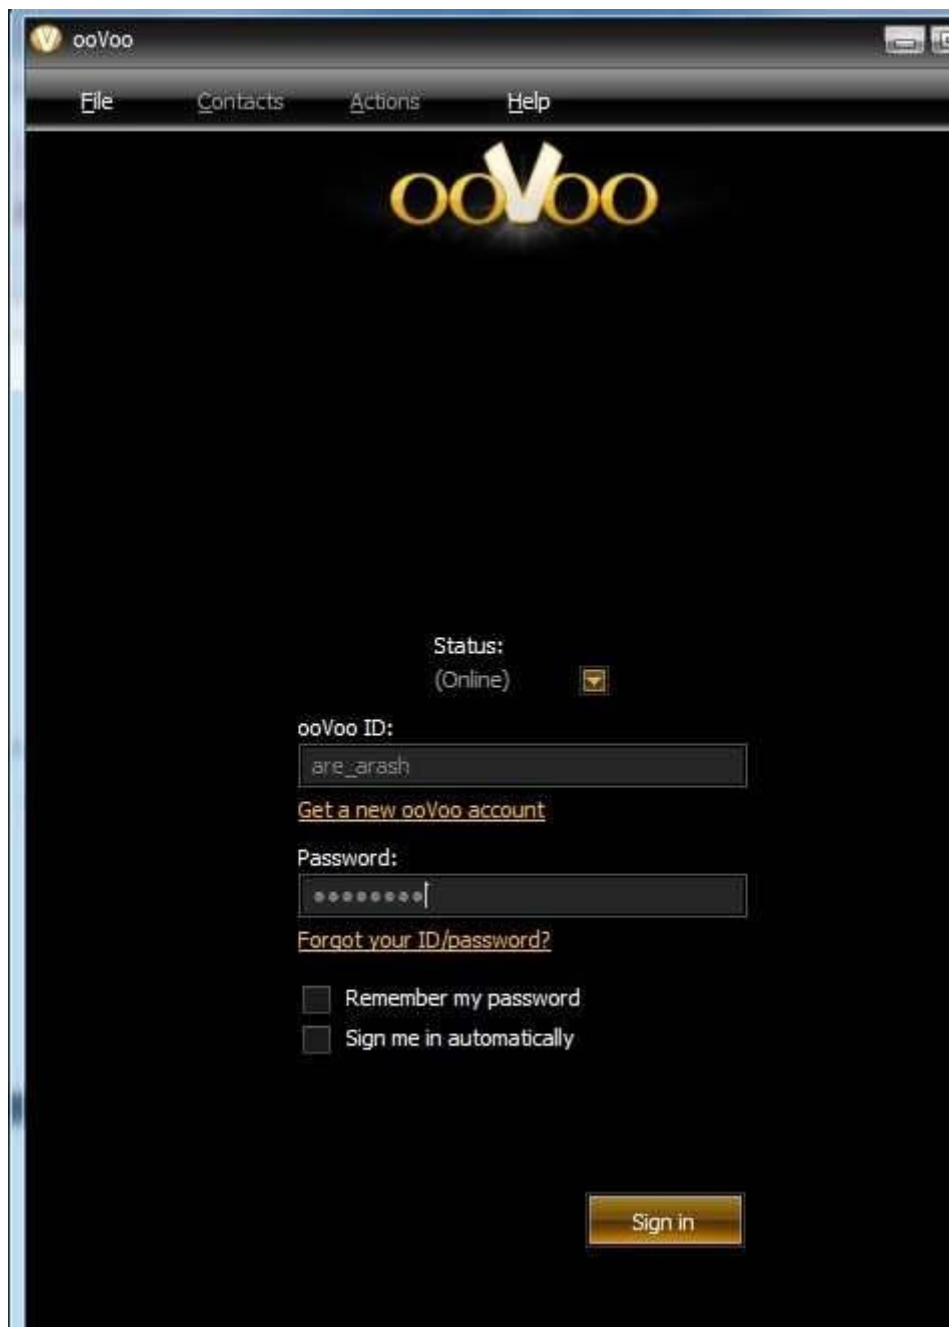 ooVoo
File Contacts Actions Help
ooVoo
Status:
(Online)
ooVoo ID:
are_arash
Get a new ooVoo account
Password:
Forgot your ID/password?
Remember my password
Sign me in automatically
Sign in